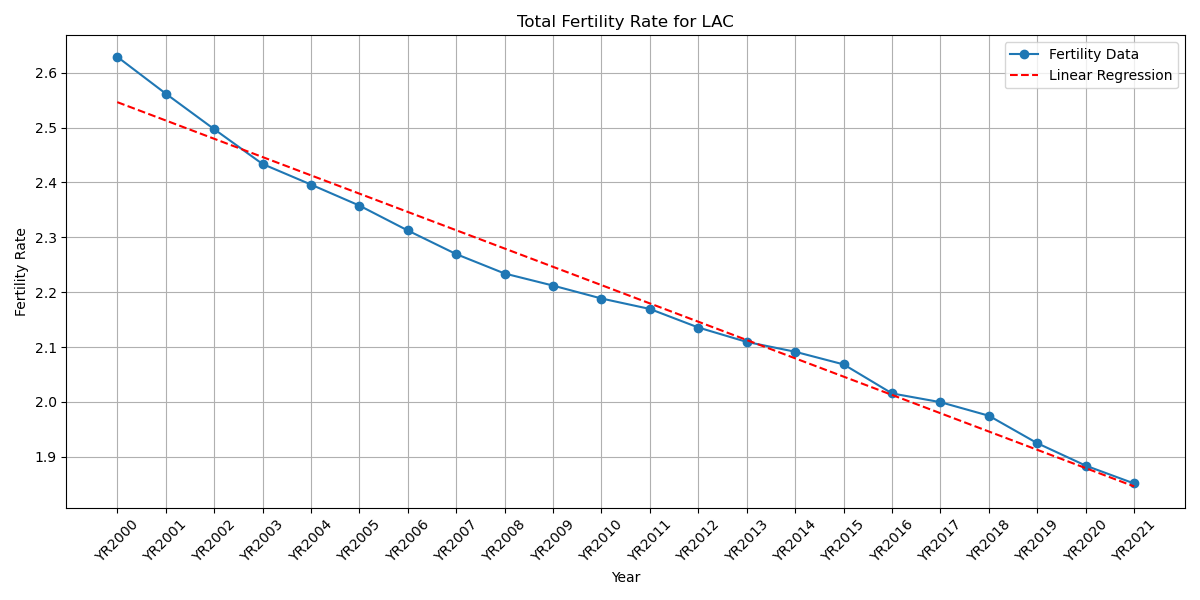 Total Fertility Rate for LAC
Fertility Data
Linear Regression
Fertility Rate
2.6
2.5
2.4
2.3
2.2
2.1
2.0
1.9
YR2000
YR2001
YR2002
YR2003
YR2004
YR2005
YR2006
YR2007
YR2008
YR2009
YR2010
YR2011
YR2012
YR2013
YR2014
YR2015
YR2016
YR2017
YR2018
YR2019
YR2020
YR2021
Year